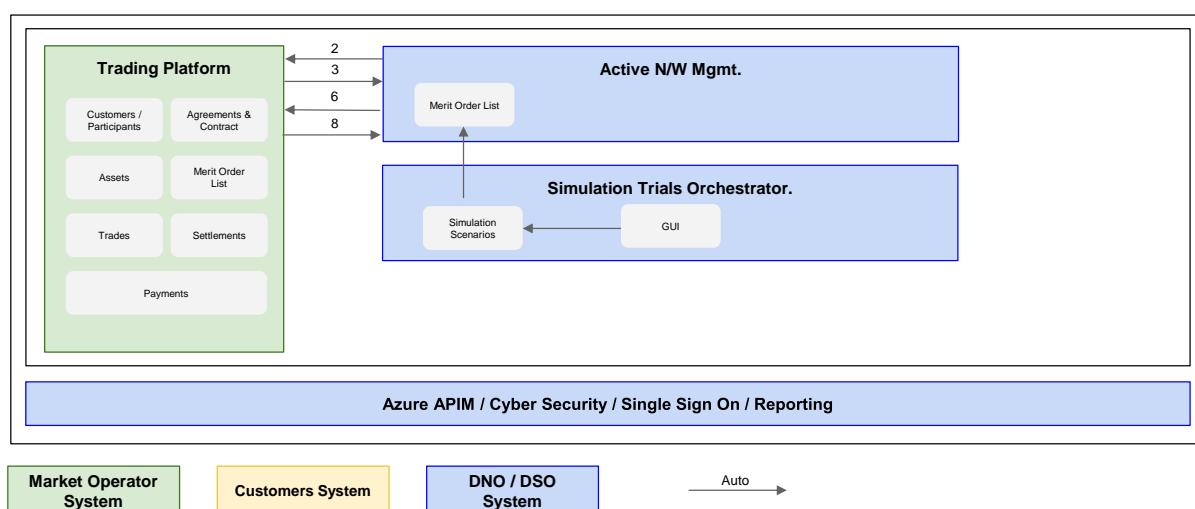 Trading Platform
Customers /
Participants
Agreements &
Contract
Assets
Merit Order
List
Trades
Settlements
Payments
2
3
6
8
Active N/W Mgmt.
Merit Order List
Simulation Trials Orchestrator.
Simulation
Scenarios
GUI
Azure APIM / Cyber Security / Single Sign On / Reporting
Market Operator
System
Customers System
DNO / DSO
System
Auto